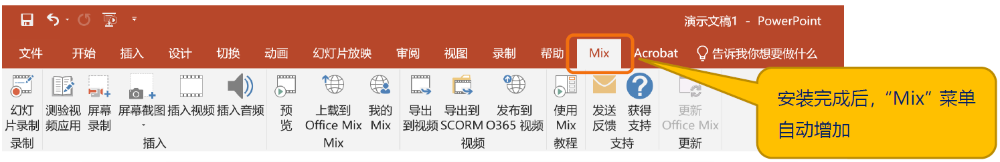 演示文稿1 - PowerPoint
文件 开始 插入 设计 切换 动画 幻灯片放映 审阅 视图 录制 帮助 Mix Acrobat 告诉我你想要做什么
幻灯
片录制
测验视
频应用
屏幕
录制
屏幕截图
插入视频
插入音频
预
览
上载到
Office Mix
我的
Mix
导出
到视频
导出到
SCORM
发布到
O365 视频
使用
Mix
发送
反馈
获得
支持
更新
Office Mix
录制 插入 Mix 视频 教程 支持 更新
安装完成后，“Mix”菜单
自动增加